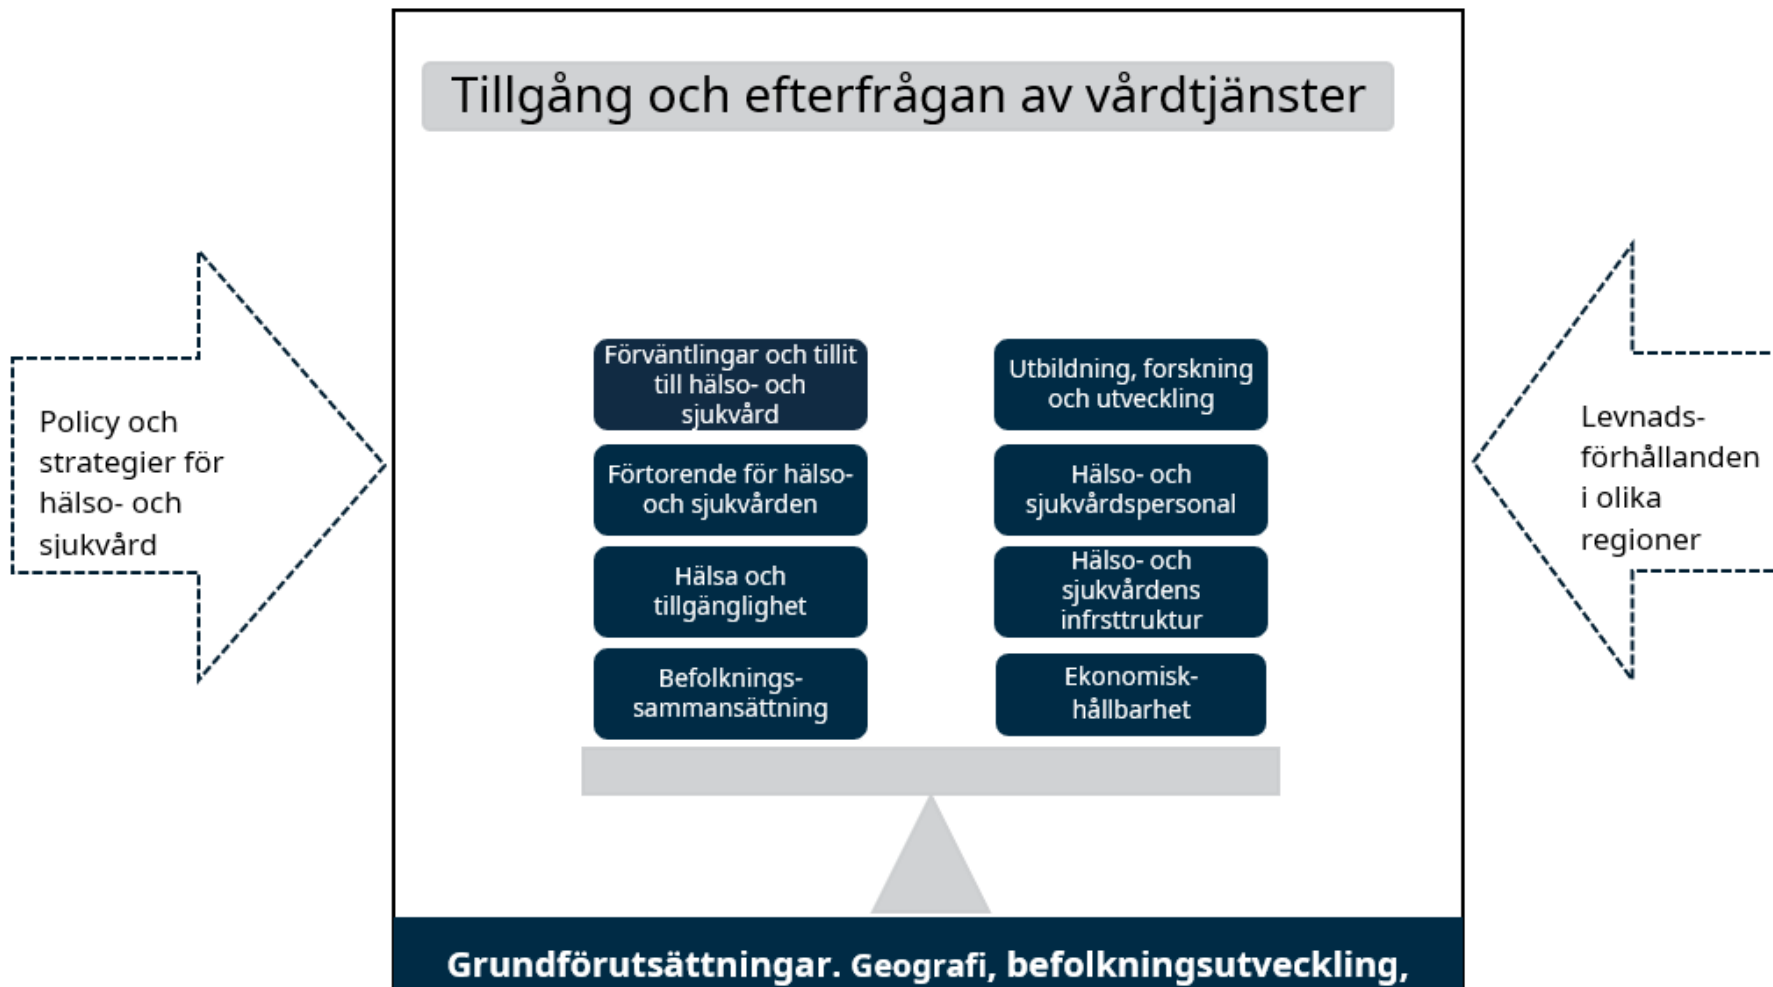 Tillgång och efterfrågan av vårdtjänster
Policy och
strategier för
hälso- och
sjukvård
Förväntlingar och tillit
till hälso- och
sjukvård
Förtorende för hälso-
och sjukvården
Hälsa och
tillgänglighet
Befolknings-
sammansättning
Utbildning, forskning
och utveckling
Hälso- och
sjukvårdspersonal
Hälso- och
sjukvårdens
infrsttruktur
Ekonomisk-
hållbarhet
Levnads-
förhållanden
i olika
regioner
Grundförutsättningar. Geografi, befolkningsutveckling,